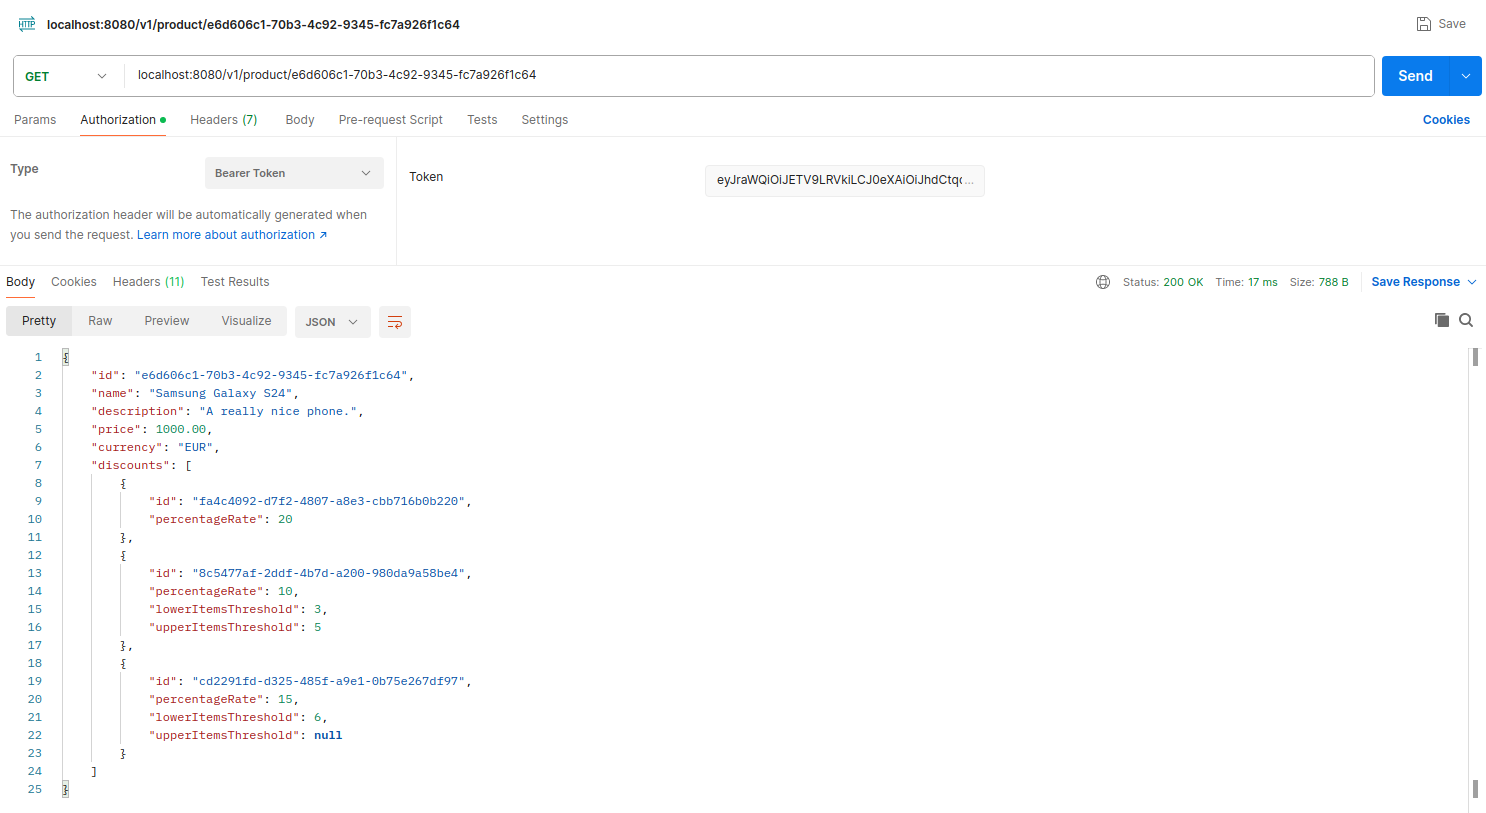 HTTP localhost:8080/v1/product/e6d606c1-70b3-4c92-9345-fc7a926f1c64 Save
GET localhost:8080/v1/product/e6d606c1-70b3-4c92-9345-fc7a926f1c64 Send
Params Authorization Headers (7) Body Pre-request Script Tests Settings Cookies
Type Bearer Token
Token eyJraWQiOiJETV9LRVkiLCJ0eXAiOiJhdCtqc...
The authorization header will be automatically generated when
you send the request. Learn more about authorization ↗
Body Cookies Headers (11) Test Results Status: 200 OK Time: 17 ms Size: 788 B Save Response
Pretty Raw Preview Visualize JSON
1 {
2 "id": "e6d606c1-70b3-4c92-9345-fc7a926f1c64",
3 "name": "Samsung Galaxy S24",
4 "description": "A really nice phone.",
5 "price": 1000.00,
6 "currency": "EUR",
7 "discounts": [
8 {
9 "id": "fa4c4092-d7f2-4807-a8e3-cbb716b0b220",
10 "percentageRate": 20
11 },
12 {
13 "id": "8c5477af-2ddf-4b7d-a200-980da9a58be4",
14 "percentageRate": 10,
15 "lowerItemsThreshold": 3,
16 "upperItemsThreshold": 5
17 },
18 {
19 "id": "cd2291fd-d325-485f-a9e1-0b75e267df97",
20 "percentageRate": 15,
21 "lowerItemsThreshold": 6,
22 "upperItemsThreshold": null
23 }
24 ]
25 }